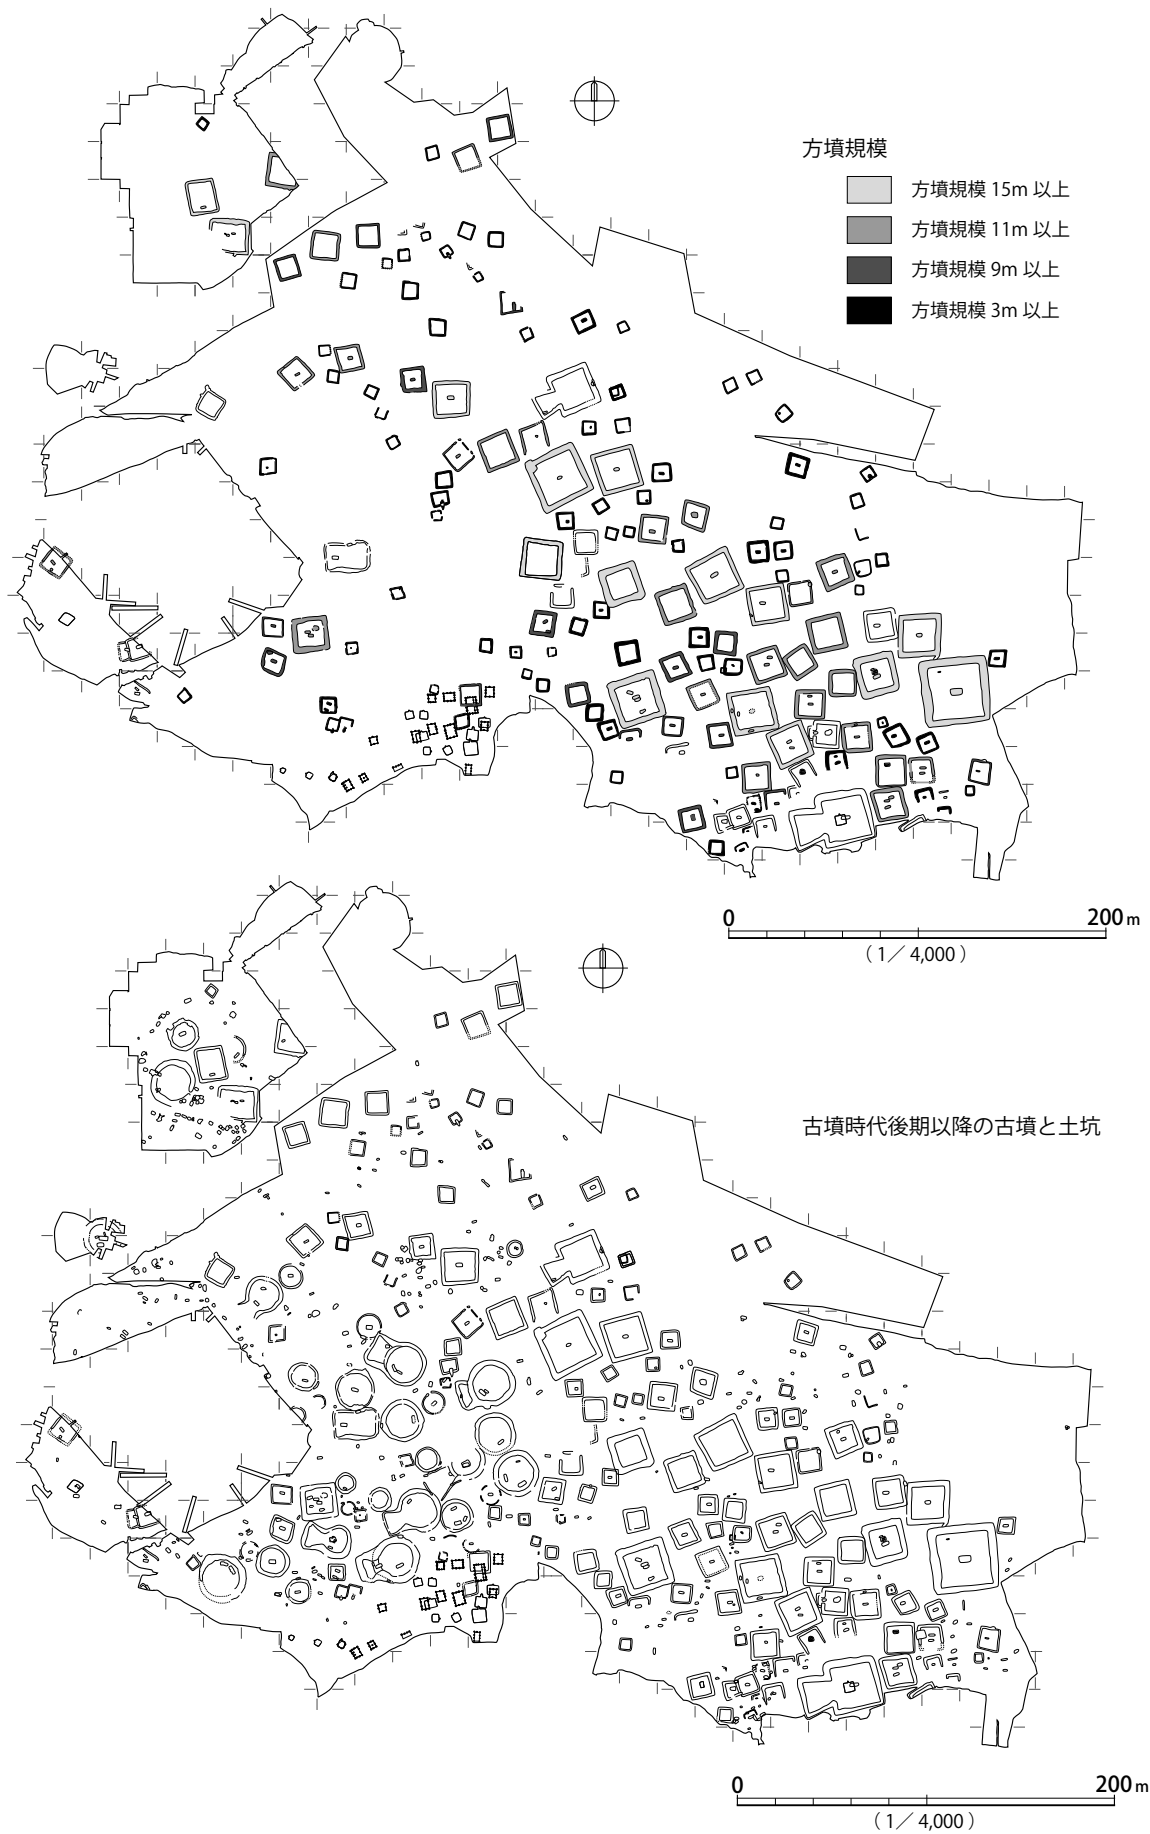 方墳規模
方墳規模 15m 以上
方墳規模 11m 以上
方墳規模 9m 以上
方墳規模 3m 以上
0 200m
（1／ 4,000 ）
古墳時代後期以降の古墳と土坑
0 200m
（1／ 4,000 ）